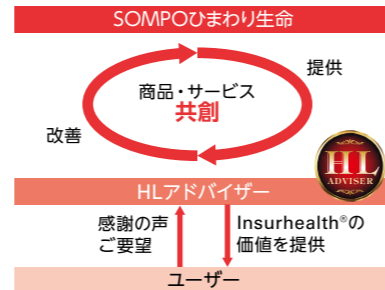 SOMPOひまわり生命
提供
商品・サービス
共創
改善
HL
ADVISER
HLアドバイザー
感謝の声
ご要望
Insurhealth®の
価値を提供
ユーザー